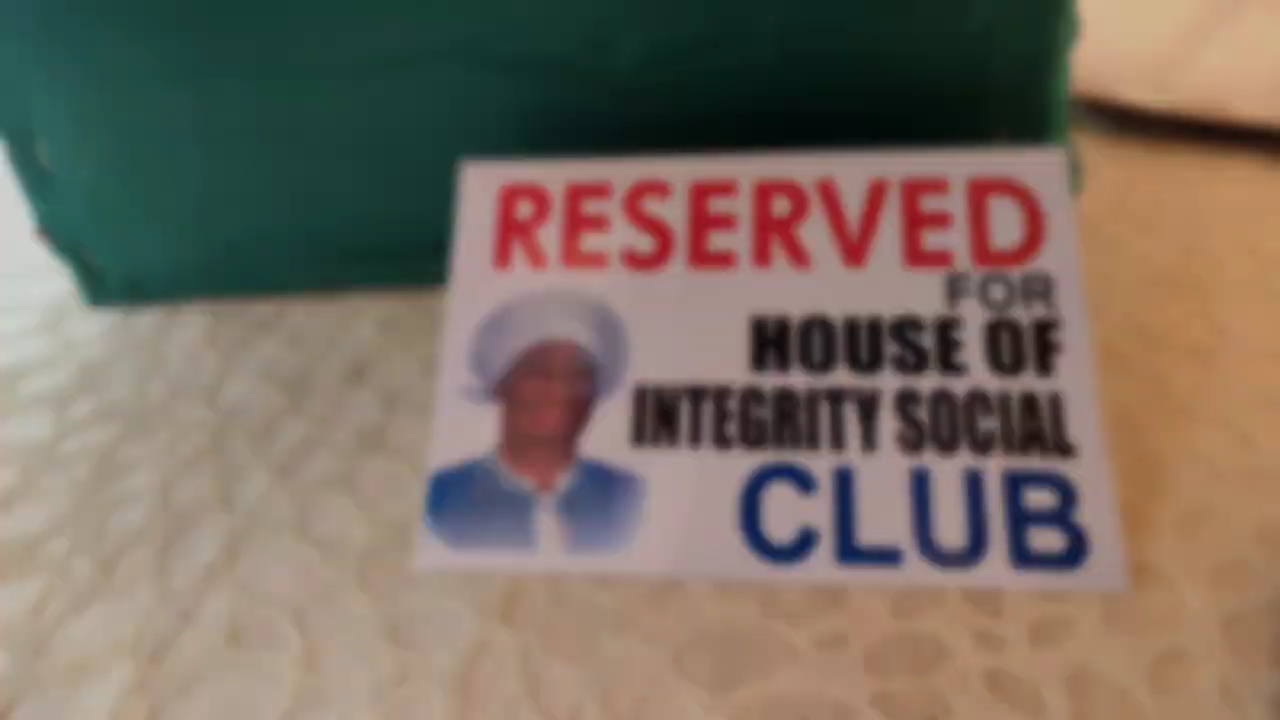 RESERVED
FOR
HOUSE OF
INTEGRITY SOCIAL
CLUB